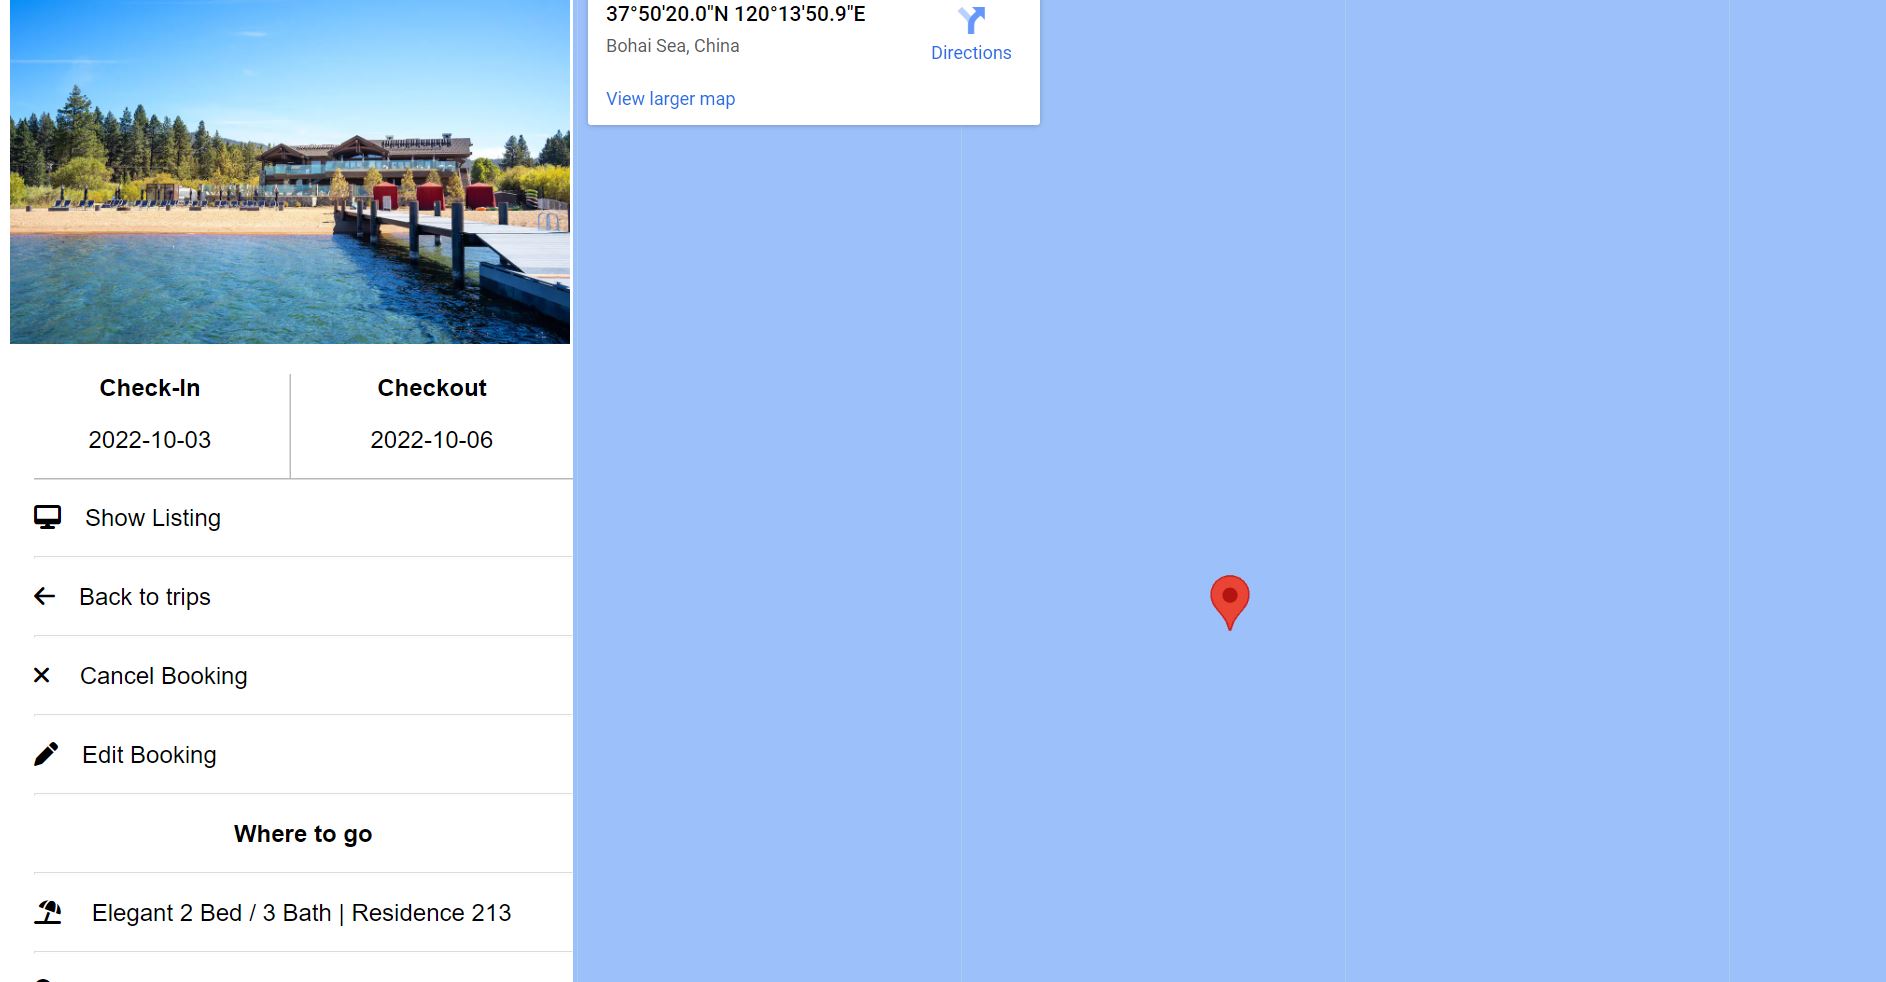 37°50'20.0"N 120°13'50.9"E
Bohai Sea, China
Directions
View larger map
Check-In
Checkout
2022-10-03
2022-10-06
Show Listing
Back to trips
Cancel Booking
Edit Booking
Where to go
Elegant 2 Bed / 3 Bath | Residence 213